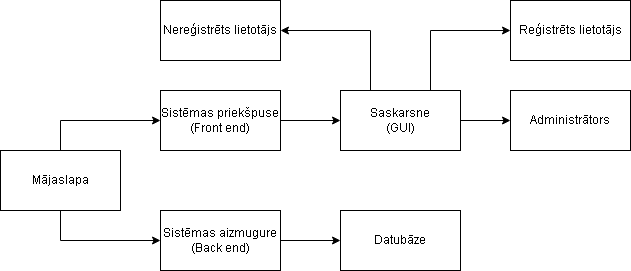 Nereģistrēts lietotājs
Reģistrēts lietotājs
Sistēmas priekšpuse
(Front end)
Saskarsne
(GUI)
Administrātors
Mājaslapa
Sistēmas aizmugure
(Back end)
Datubāze